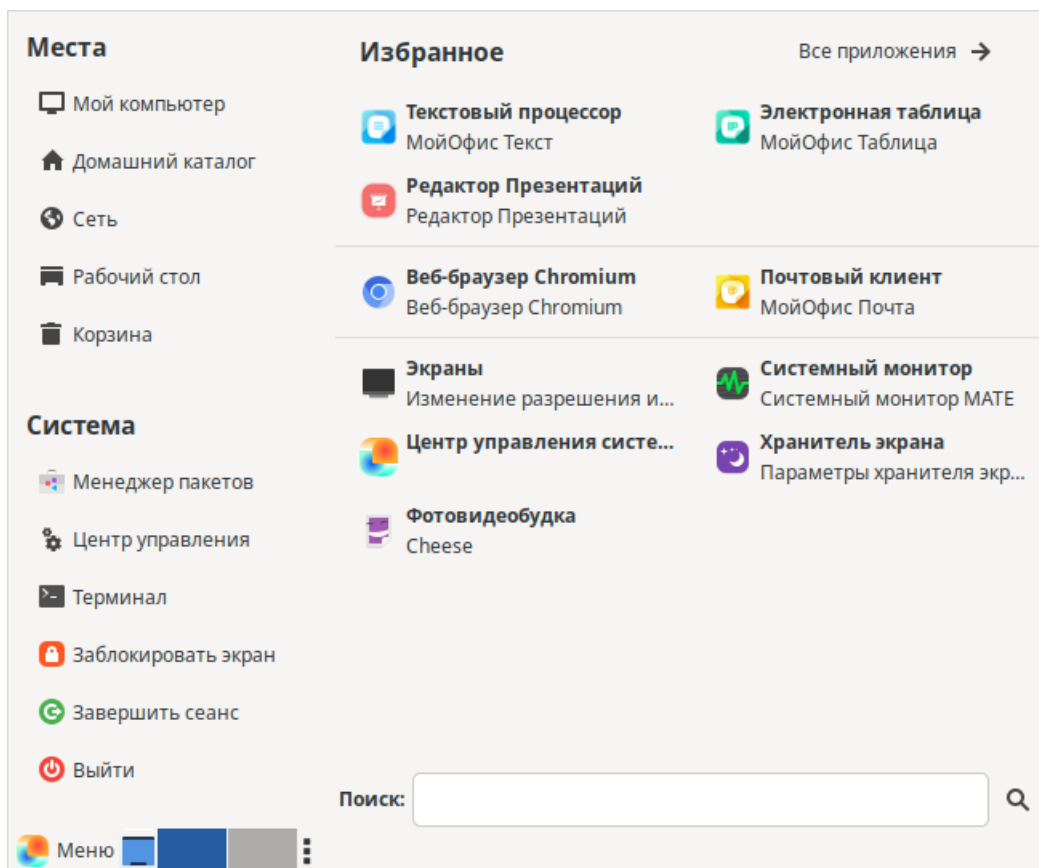 Места
Мой компьютер
Домашний каталог
Сеть
Рабочий стол
Корзина
Система
Менеджер пакетов
Центр управления
Терминал
Заблокировать экран
Завершить сеанс
Выйти
Меню
Избранное
Все приложения
Текстовый процессор
МойОфис Текст
Электронная таблица
МойОфис Таблица
Редактор Презентаций
Редактор Презентаций
Веб-браузер Chromium
Веб-браузер Chromium
Почтовый клиент
МойОфис Почта
Экраны
Изменение разрешения и...
Системный монитор
Системный монитор MATE
Центр управления систе...
Хранитель экрана
Параметры хранителя экр...
Фотовидеобудка
Cheese
Поиск: